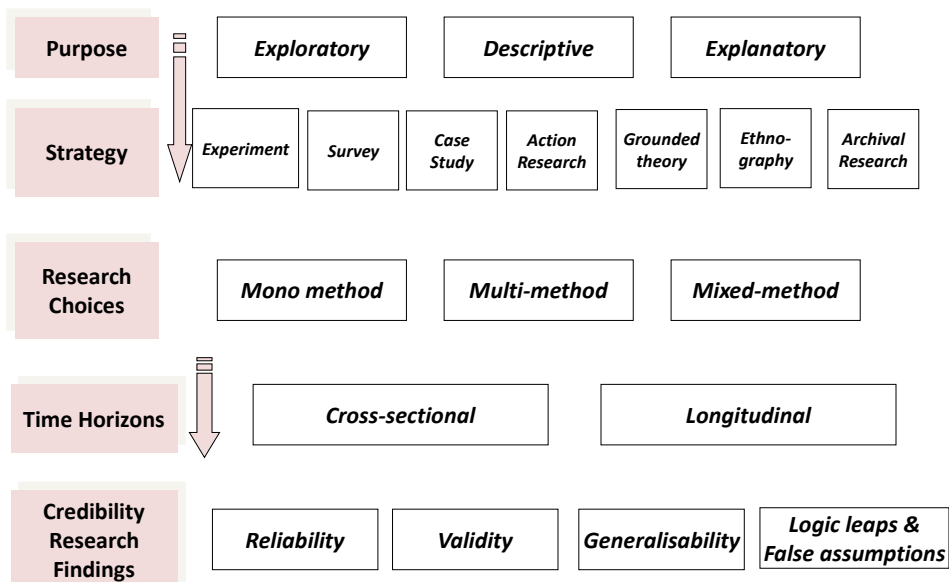 Purpose
Exploratory
Descriptive
Explanatory
Strategy
Experiment
Survey
Case
Study
Action
Research
Grounded
theory
Ethno-
graphy
Archival
Research
Research
Choices
Mono method
Multi-method
Mixed-method
Time Horizons
Cross-sectional
Longitudinal
Credibility
Research
Findings
Reliability
Validity
Generalisability
Logic leaps &
False assumptions